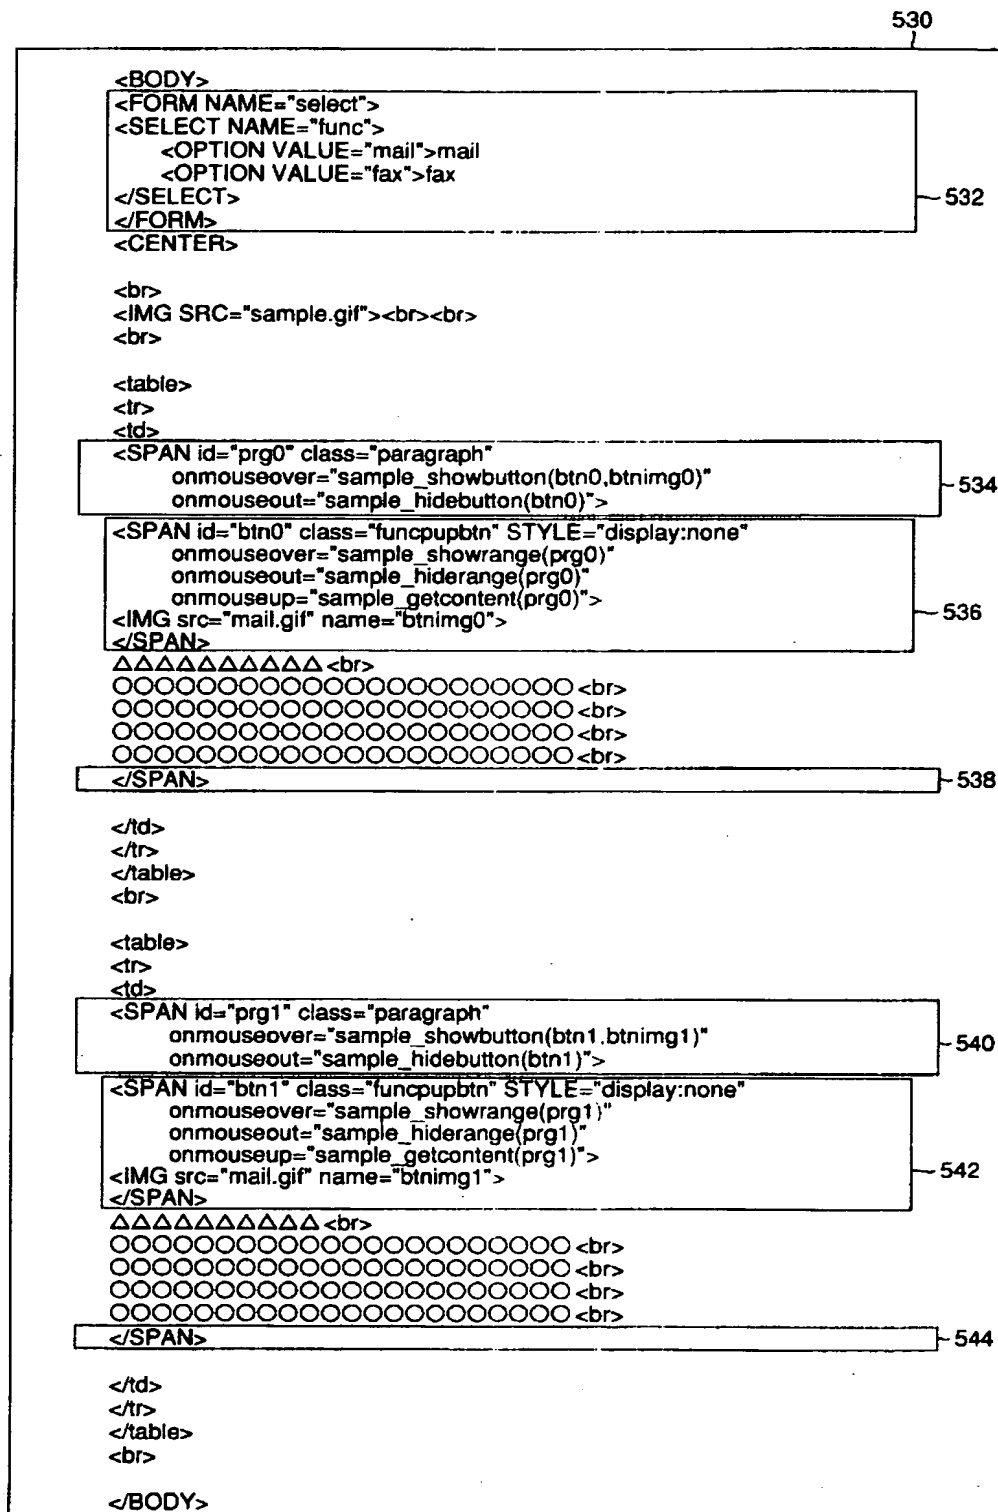 530
<BODY>
<FORM NAME="select">
<SELECT NAME="func">
<OPTION VALUE="mail">mail
<OPTION VALUE="fax">fax
</SELECT>
532
</FORM>
<CENTER>
<br>
<IMG SRC="sample.gif"><br><br>
<br>
<table>
<tr>
<td>
<SPAN id="prg0" class="paragraph"
onmouseover="sample_showbutton(btn0,btnimg0)"
534
onmouseout="sample_hidebutton(btn0)">
<SPAN id="btn0" class="funcpupbtn" STYLE="display:none"
onmouseover="sample_showrange(prg0)"
onmouseout="sample_hiderange(prg0)"
onmouseup="sample_getcontent(prg0)">
536
<IMG src="mail.gif" name="btnimg0">
</SPAN>
△△△△△△△△△△<br>
○○○○○○○○○○○○○○○○○○○○○○<br>
○○○○○○○○○○○○○○○○○○○○○○<br>
○○○○○○○○○○○○○○○○○○○○○○<br>
○○○○○○○○○○○○○○○○○○○○○○<br>
</SPAN>
538
</td>
</tr>
</table>
<br>
<table>
<tr>
<td>
<SPAN id="prg1" class="paragraph"
onmouseover="sample_showbutton(btn1,btnimg1)"
540
onmouseout="sample_hidebutton(btn1)">
<SPAN id="btn1" class="funcpupbtn" STYLE="display:none"
onmouseover="sample_showrange(prg1)"
onmouseout="sample_hiderange(prg1)"
onmouseup="sample_getcontent(prg1)">
542
<IMG src="mail.gif" name="btnimg1">
</SPAN>
△△△△△△△△△△<br>
○○○○○○○○○○○○○○○○○○○○○○<br>
○○○○○○○○○○○○○○○○○○○○○○<br>
○○○○○○○○○○○○○○○○○○○○○○<br>
○○○○○○○○○○○○○○○○○○○○○○<br>
</SPAN>
544
</td>
</tr>
</table>
<br>
</BODY>